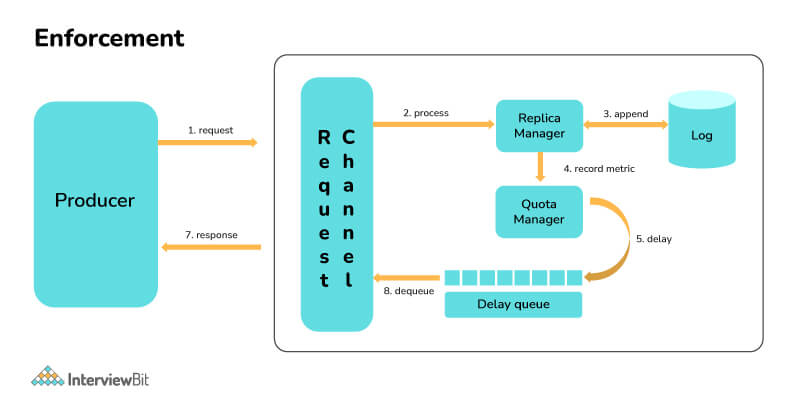 Enforcement
Producer
1. request
7. response
Request
Channel
2. process
Replica
Manager
3. append
Log
4. record metric
Quota
Manager
5. delay
8. dequeue
Delay queue
InterviewBit